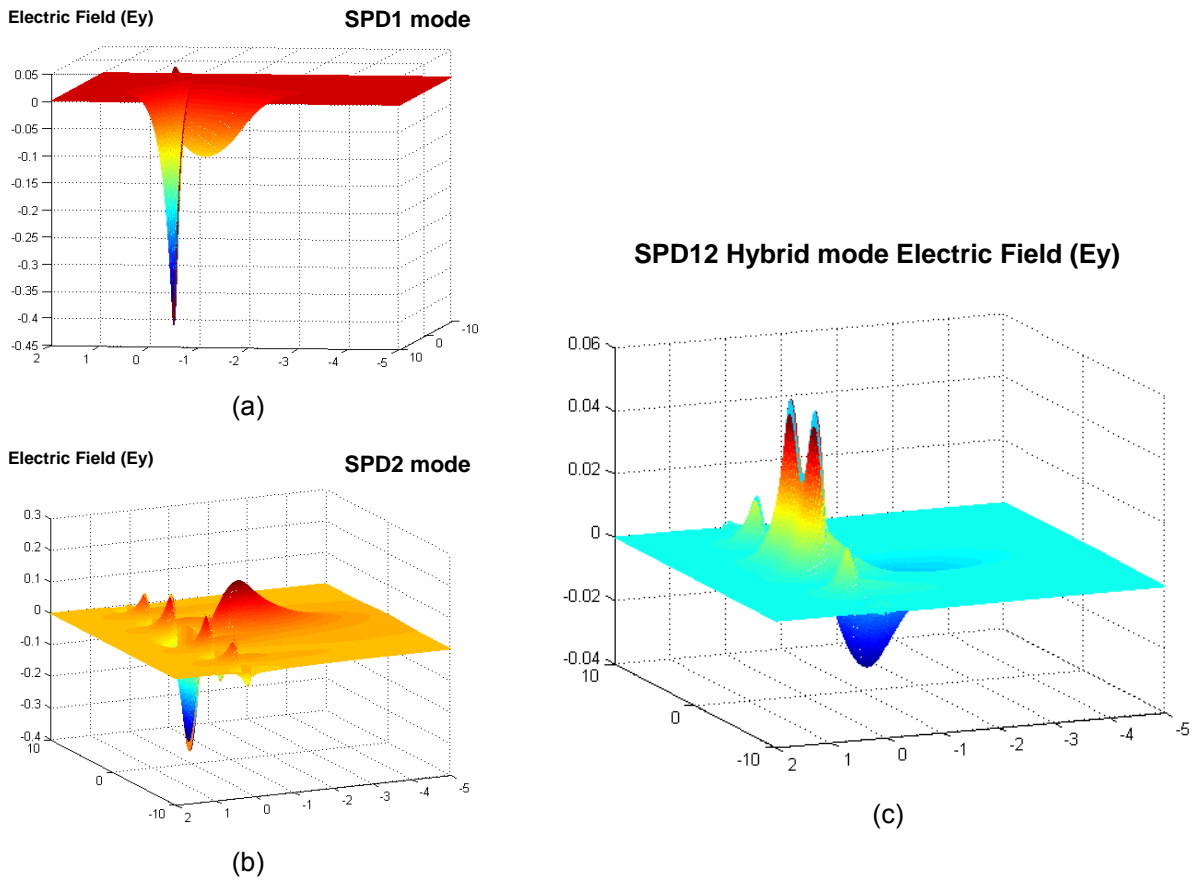 Electric Field (Ey)
SPD1 mode
0.05
0
-0.05
-0.1
-0.15
-0.2
-0.25
-0.3
-0.35
-0.4
-0.45
2 1 0 -1 -2 -3 -4 -5
10 0 -10
(a)
Electric Field (Ey)
SPD2 mode
0.3
0.2
0.1
0
-0.1
-0.2
-0.3
-0.4
10 0 -10
2 1 0 -1 -2 -3 -4 -5
(b)
SPD12 Hybrid mode Electric Field (Ey)
0.06
0.04
0.02
0
-0.02
-0.04
10 0 -10
2 1 0 -1 -2 -3 -4 -5
(c)